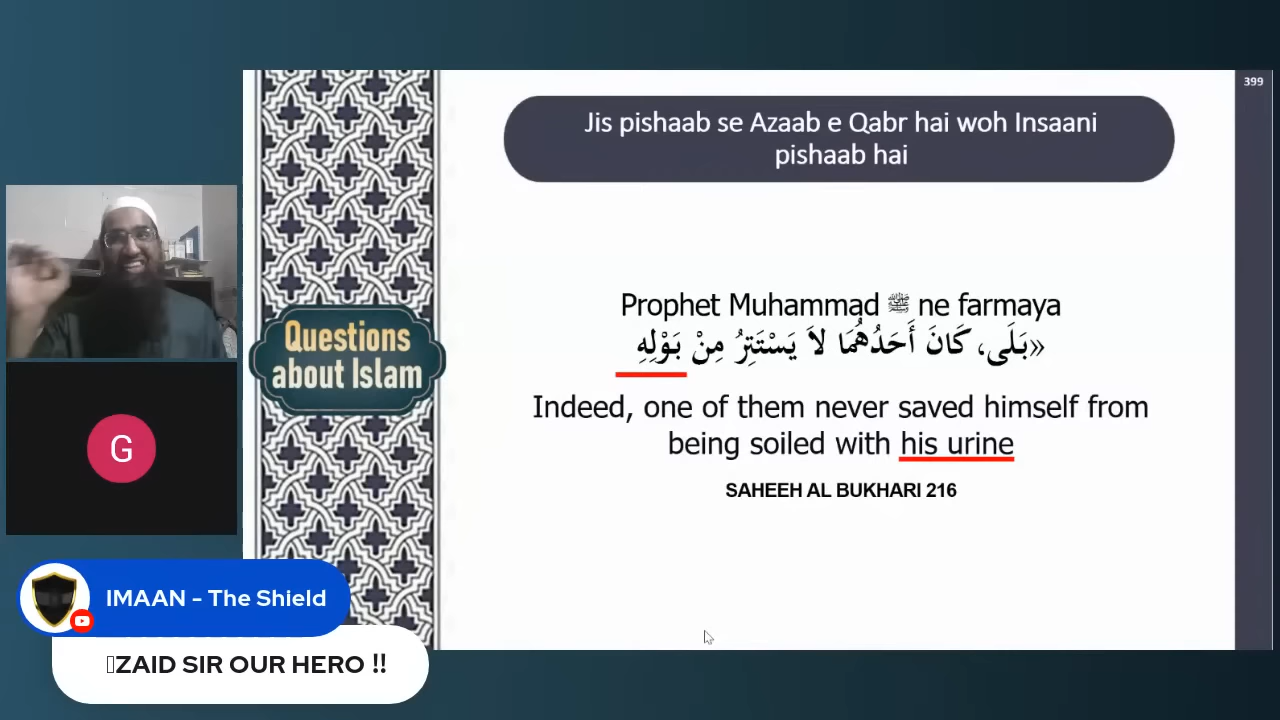 399
Jis pishaab se Azaab e Qabr hai woh Insaani
pishaab hai
Questions
about Islam
Prophet Muhammad ﷺ ne farmaya
«بَلَى، كَانَ أَحَدُهُمَا لاَ يَسْتَتِرُ مِنْ بَوْلِهِ
Indeed, one of them never saved himself from
being soiled with his urine
SAHEEH AL BUKHARI 216
G
IMAAN - The Shield
ZAID SIR OUR HERO !!